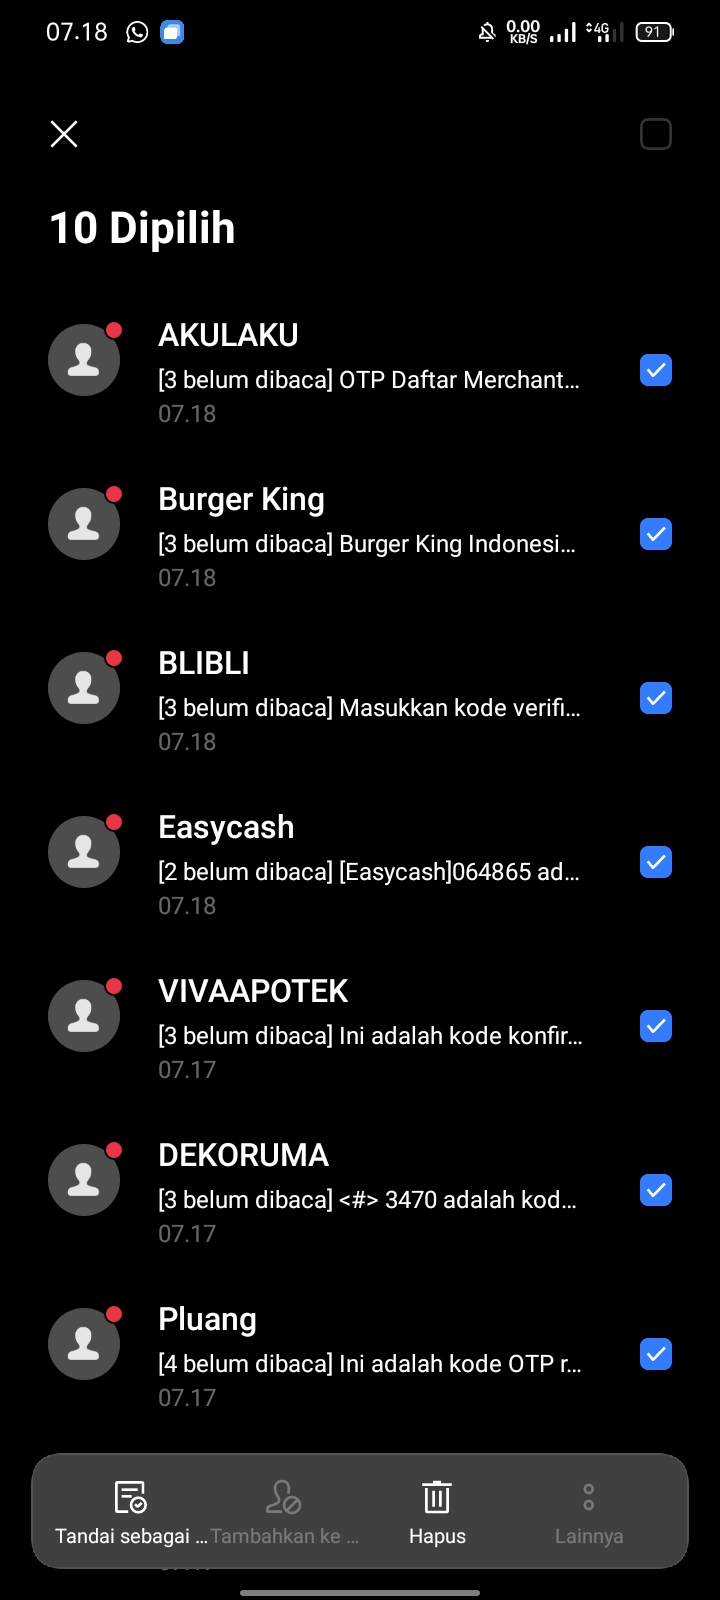 07.18
0.00
KB/S
4G
91
10 Dipilih
AKULAKU
[3 belum dibaca] OTP Daftar Merchant...
07.18
Burger King
[3 belum dibaca] Burger King Indonesi...
07.18
BLIBLI
[3 belum dibaca] Masukkan kode verifi...
07.18
Easycash
[2 belum dibaca] [Easycash]064865 ad...
07.18
VIVAAPOTEK
[3 belum dibaca] Ini adalah kode konfir...
07.17
DEKORUMA
[3 belum dibaca] <#> 3470 adalah kod...
07.17
Pluang
[4 belum dibaca] Ini adalah kode OTP r...
07.17
Tandai sebagai ...
Tambahkan ke ...
Hapus
Lainnya